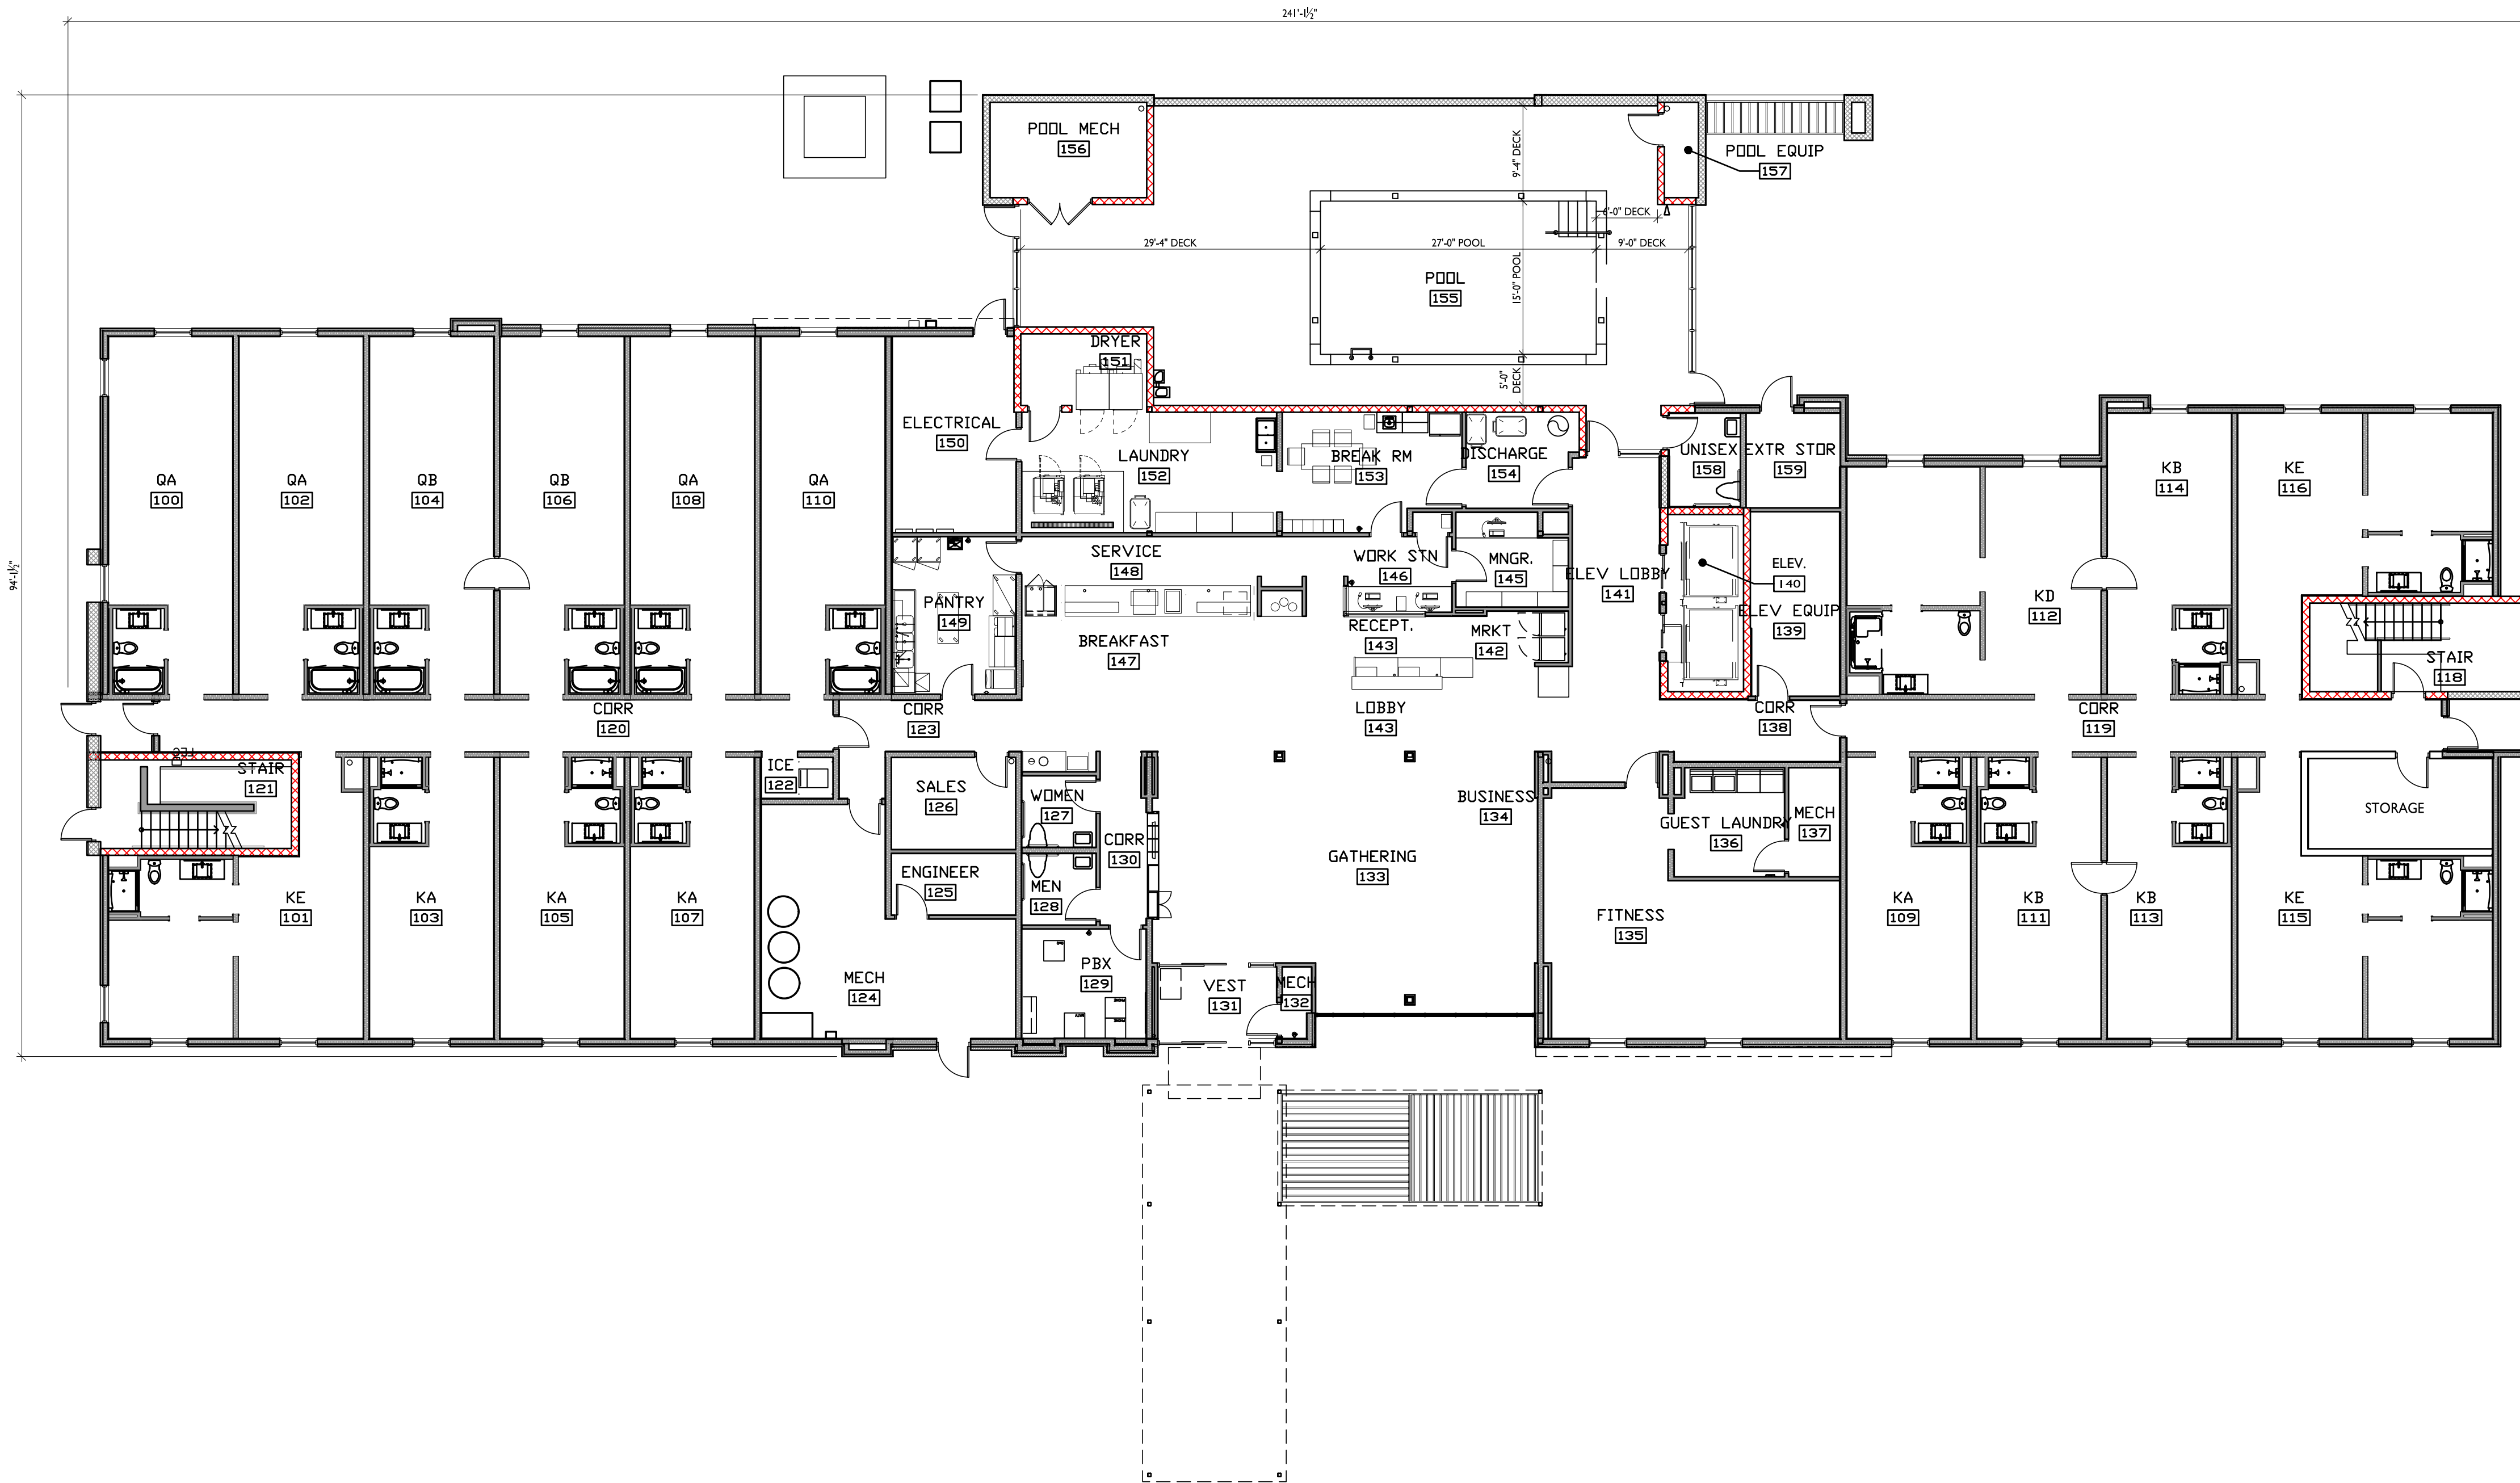 241'-1½"
94'-1½"
POOL MECH
156
9'-4" DECK
POOL EQUIP
157
6'-0" DECK
29'-4" DECK
27'-0" POOL
9'-0" DECK
15'-0" POOL
POOL
155
5'-0"
DECK
DRYER
151
ELECTRICAL
150
LAUNDRY
152
BREAK RM
153
DISCHARGE
154
UNISEX
158
EXTR STOR
159
QA
100
QA
102
QB
104
QB
106
QA
108
QA
110
KB
114
KE
116
SERVICE
148
WORK STN
146
MNGR.
145
ELEV LOBBY
141
ELEV.
140
PANTRY
149
ELEV EQUIP
139
KD
112
BREAKFAST
147
RECEPT.
143
MRKT
142
STAIR
118
CORR
120
CORR
123
LOBBY
143
CORR
138
CORR
119
STAIR
121
ICE
122
SALES
126
WOMEN
127
BUSINESS
134
GUEST LAUNDRY
136
MECH
137
STORAGE
CORR
130
GATHERING
133
ENGINEER
125
MEN
128
KE
101
KA
103
KA
105
KA
107
FITNESS
135
KA
109
KB
111
KB
113
KE
115
MECH
124
PBX
129
VEST
131
MECH
132